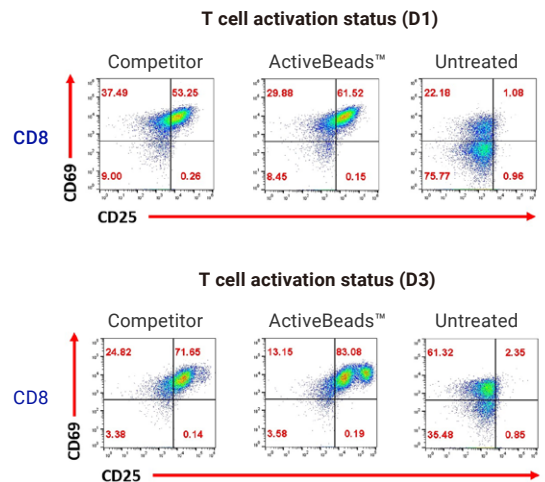 T cell activation status (D1)
Competitor ActiveBeads™ Untreated
37.49 53.25 29.88 61.52 22.18 1.08
CD8
CD69
9.00 0.26 8.45 0.15 75.77 0.96
CD25
T cell activation status (D3)
Competitor ActiveBeads™ Untreated
24.82 71.65 13.15 83.08 61.32 2.35
CD8
CD69
3.38 0.14 3.58 0.19 35.48 0.85
CD25